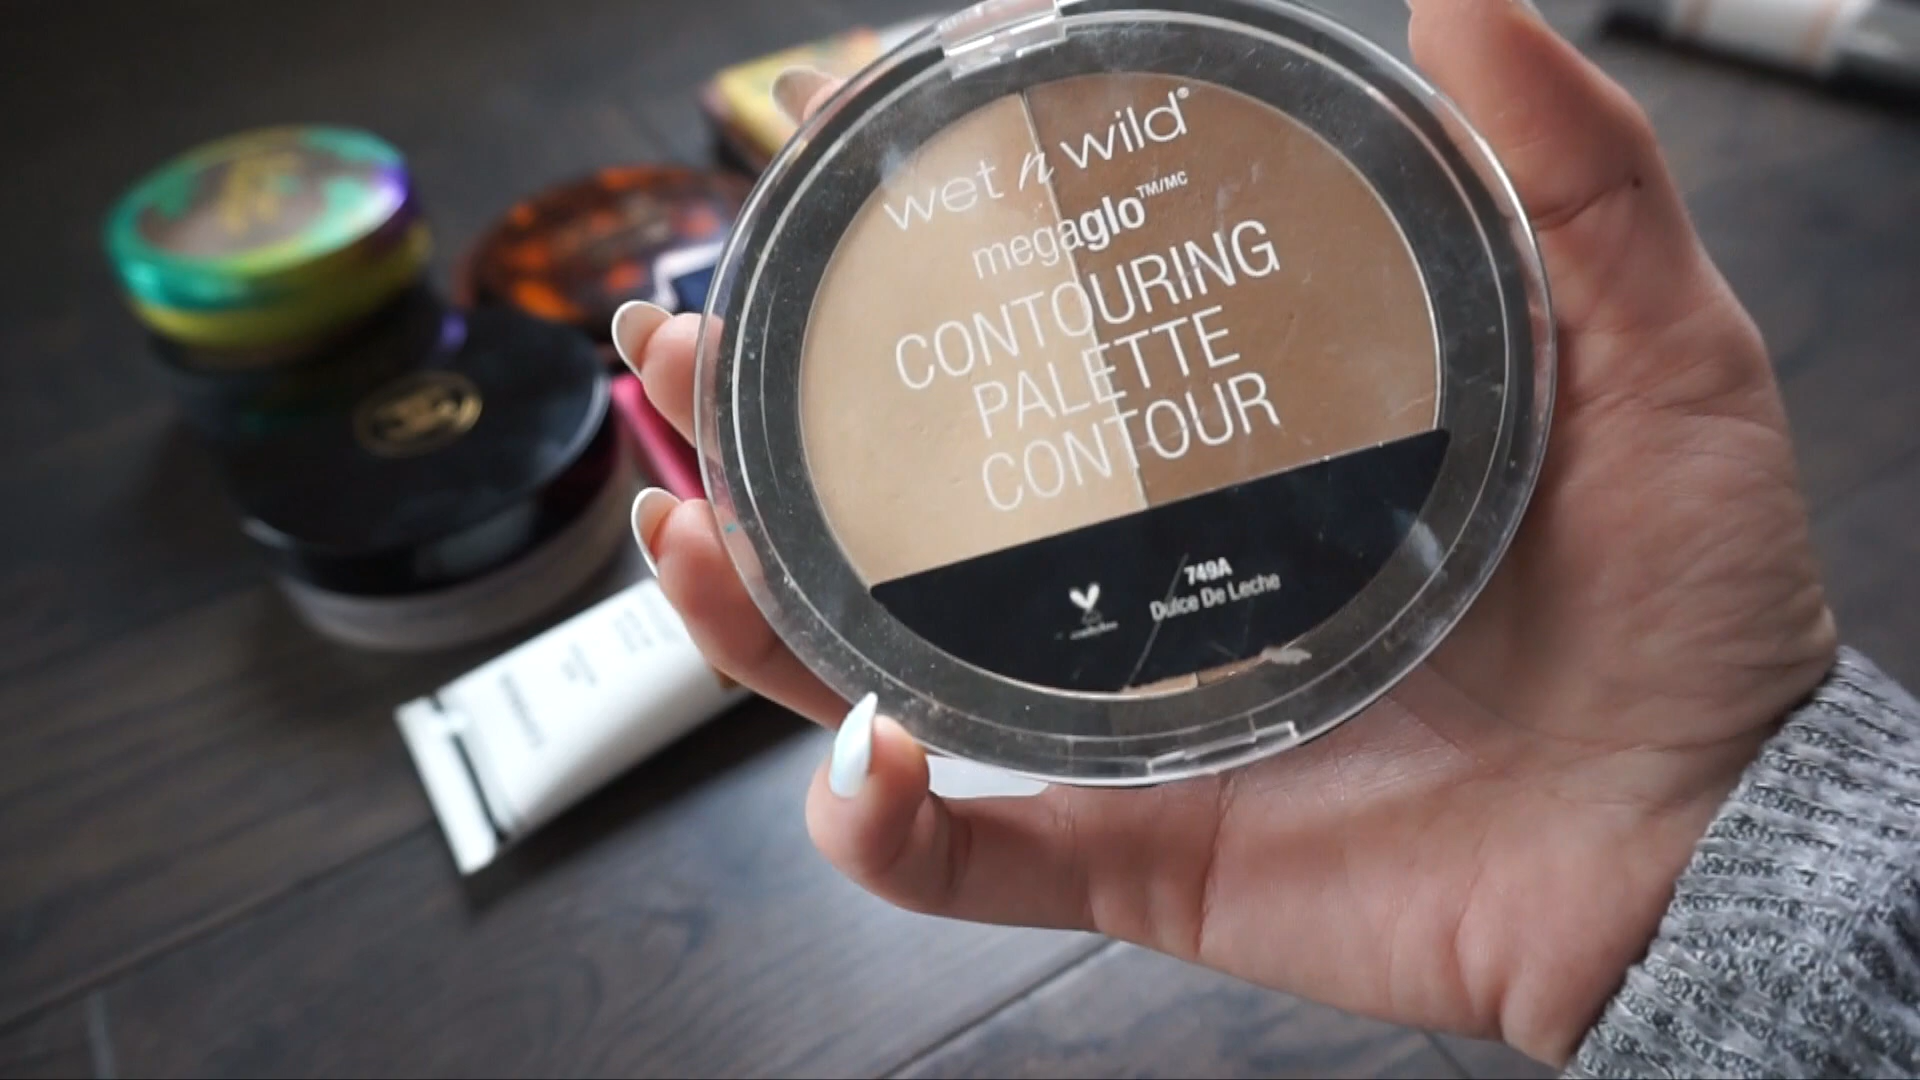 wet n wild®
megaglo™/MC
CONTOURING
PALETTE
CONTOUR
749A
Dulce De Leche